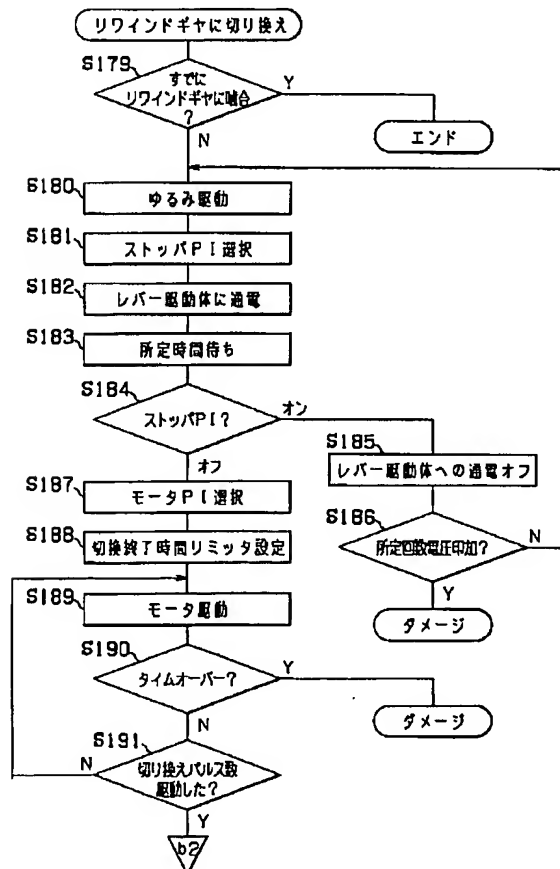 リワインドギヤに切り換え
S179
すでに
リワインドギヤに噛合
?
Y
エンド
N
S180
ゆるみ駆動
S181
ストッパPI選択
S182
レバー駆動体に通電
S183
所定時間待ち
S184
ストッパPI?
オン
オフ
S185
レバー駆動体への通電オフ
S186
所定回数電圧印加?
N
Y
ダメージ
S187
モータPI選択
S188
切換終了時間リミッタ設定
S189
モータ駆動
S190
タイムオーバー?
Y
ダメージ
N
S191
切り換えパルス数
駆動した?
N
Y
b2